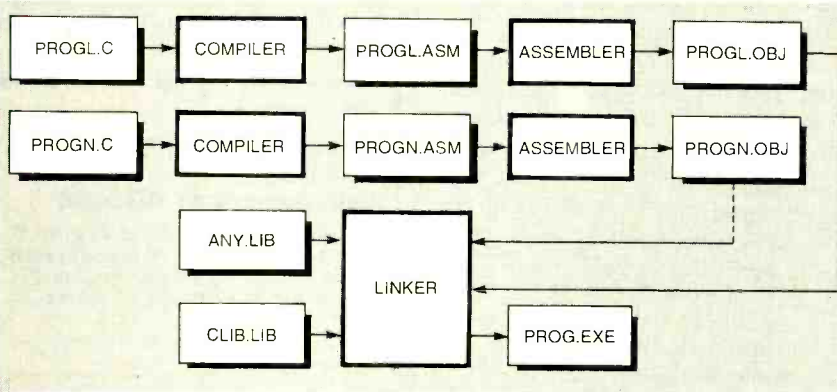 PROGL.C
COMPILER
PROGL.ASM
ASSEMBLER
PROGL.OBJ
PROGN.C
COMPILER
PROGN.ASM
ASSEMBLER
PROGN.OBJ
ANY.LIB
LINKER
CLIB.LIB
PROG.EXE